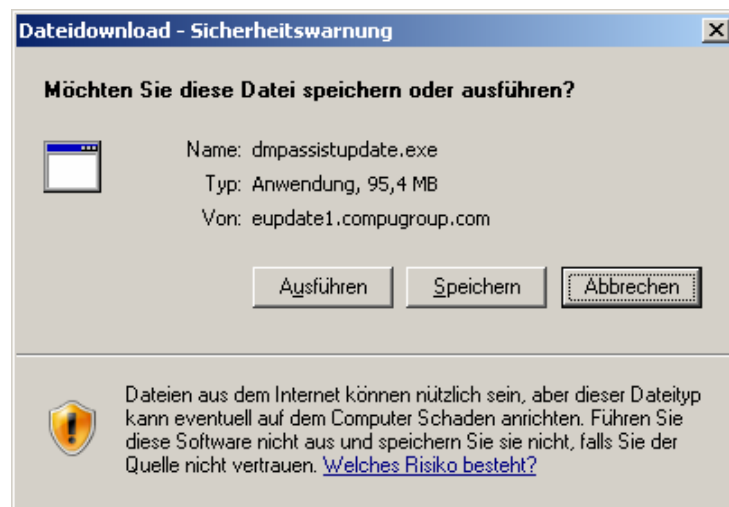 Dateidownload - Sicherheitswarnung
Möchten Sie diese Datei speichern oder ausführen?
Name: dmpassistupdate.exe
Typ: Anwendung, 95,4 MB
Von: eupdate1.compugroup.com
Ausführen Speichern Abbrechen
Dateien aus dem Internet können nützlich sein, aber dieser Dateityp
kann eventuell auf dem Computer Schaden anrichten. Führen Sie
diese Software nicht aus und speichern Sie sie nicht, falls Sie der
Quelle nicht vertrauen. Welches Risiko besteht?